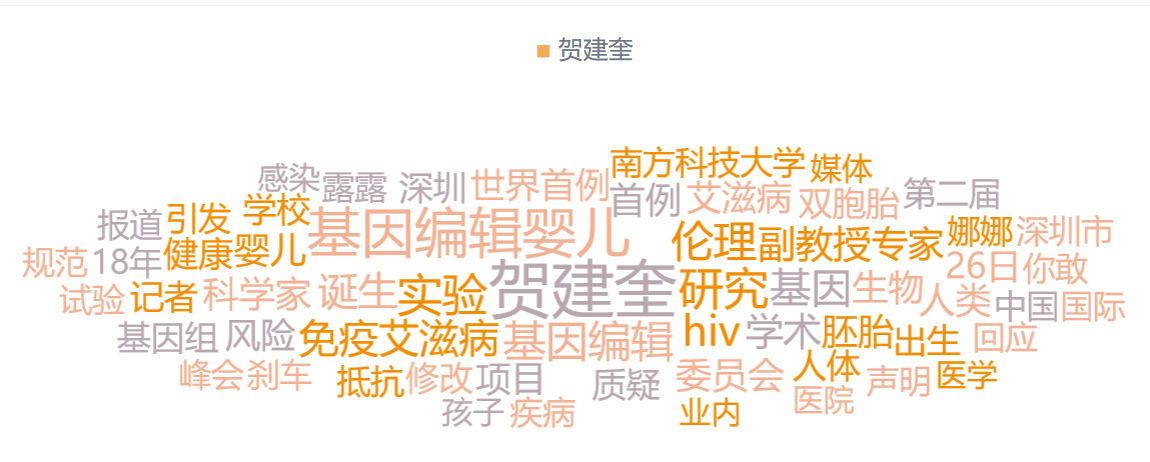 贺建奎
南方科技大学 媒体
感染 露露 深圳 世界首例 首例 艾滋病 双胞胎 第二届
报道 引发 学校 基因编辑婴儿 伦理 副教授 专家 娜娜 深圳市
规范 18年 健康婴儿 26日 你敢
试验 记者 科学家 诞生 实验 贺建奎 研究 基因 生物 人类 中国 国际
基因组 风险 免疫艾滋病 基因编辑 hiv 学术 胚胎 出生 回应
峰会 刹车 抵抗 修改 项目 质疑 委员会 人体 声明 医学
孩子 疾病 业内 医院